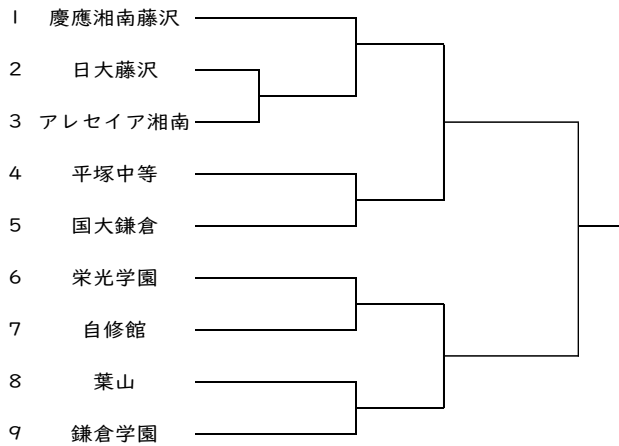 1 慶應湘南藤沢
2 日大藤沢
3 アレセイア湘南
4 平塚中等
5 国大鎌倉
6 栄光学園
7 自修館
8 葉山
9 鎌倉学園